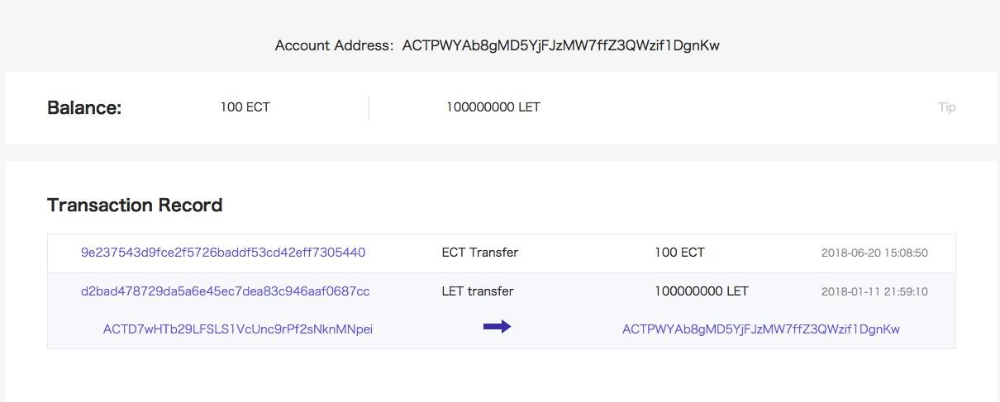 Account Address: ACTPWYAb8gMD5YjFJzMW7ffZ3QWzif1DgnKw
Balance: 100 ECT 100000000 LET Tip
Transaction Record
9e237543d9fce2f5726baddf53cd42eff7305440 ECT Transfer 100 ECT 2018-06-20 15:08:50
d2bad478729da5a6e45ec7dea83c946aaf0687cc LET transfer 100000000 LET 2018-01-11 21:59:10
ACTD7wHTb29LFSLS1VcUnc9rPf2sNknMNpei ACTPWYAb8gMD5YjFJzMW7ffZ3QWzif1DgnKw